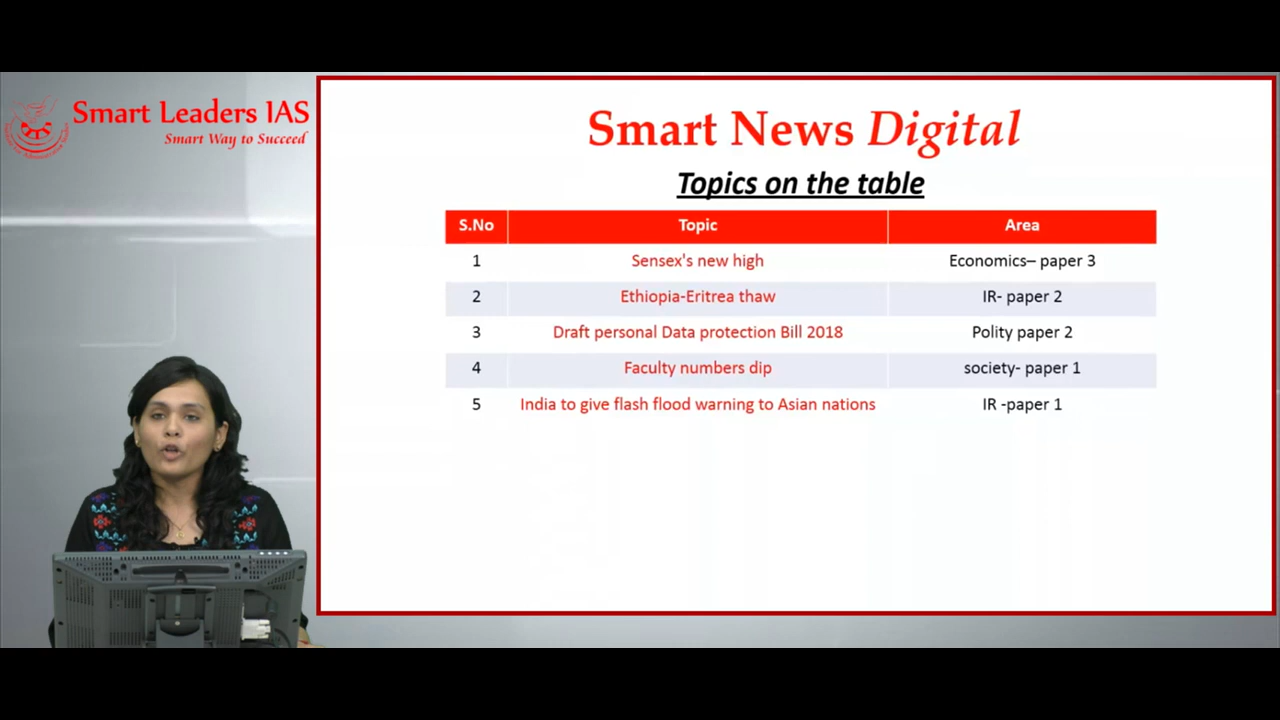 Smart Leaders IAS
Smart Way to Succeed
Smart News Digital
Topics on the table
S.No Topic Area
1 Sensex's new high Economics– paper 3
2 Ethiopia-Eritrea thaw IR- paper 2
3 Draft personal Data protection Bill 2018 Polity paper 2
4 Faculty numbers dip society- paper 1
5 India to give flash flood warning to Asian nations IR -paper 1